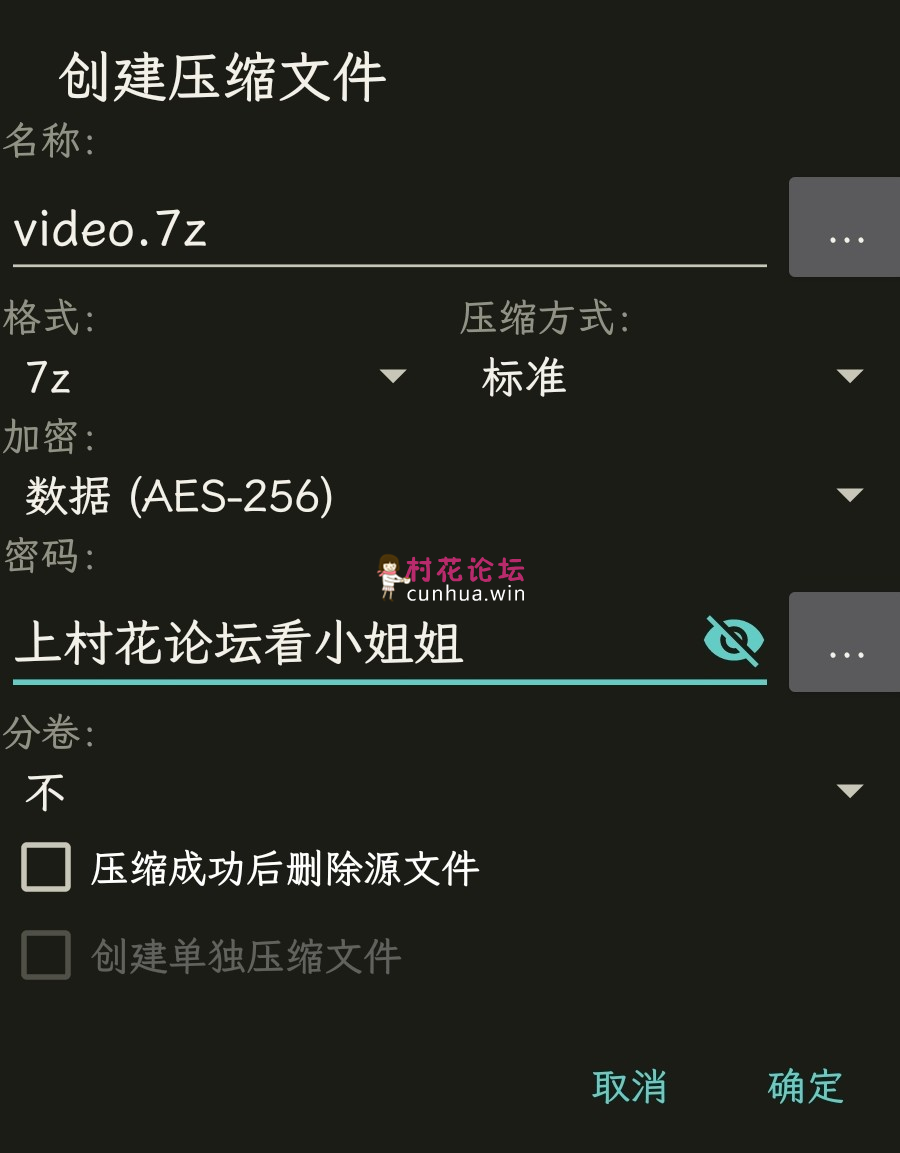 创建压缩文件
名称:
video.7z
...
格式:
压缩方式:
7z
标准
加密:
数据 (AES-256)
密码:
村花论坛
cunhua.win
上村花论坛看小姐姐
...
分卷:
不
压缩成功后删除源文件
创建单独压缩文件
取消
确定